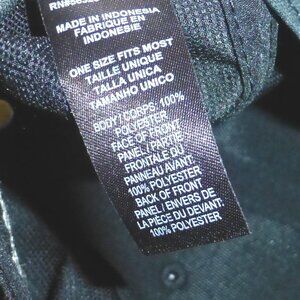 MADE IN INDONESIA
FABRIQUE EN
INDONESIE
ONE SIZE FITS MOST
TAILLE UNIQUE
TALLA UNICA
TAMANHO UNICO
BODY / CORPS: 100%
POLYESTER
FACE OF FRONT
PANEL / PARTIE
FRONTALE DU
PANNEAU AVANT:
100% POLYESTER
BACK OF FRONT
PANEL / ENVERS DE
LA PIÈCE DU DEVANT:
100% POLYESTER